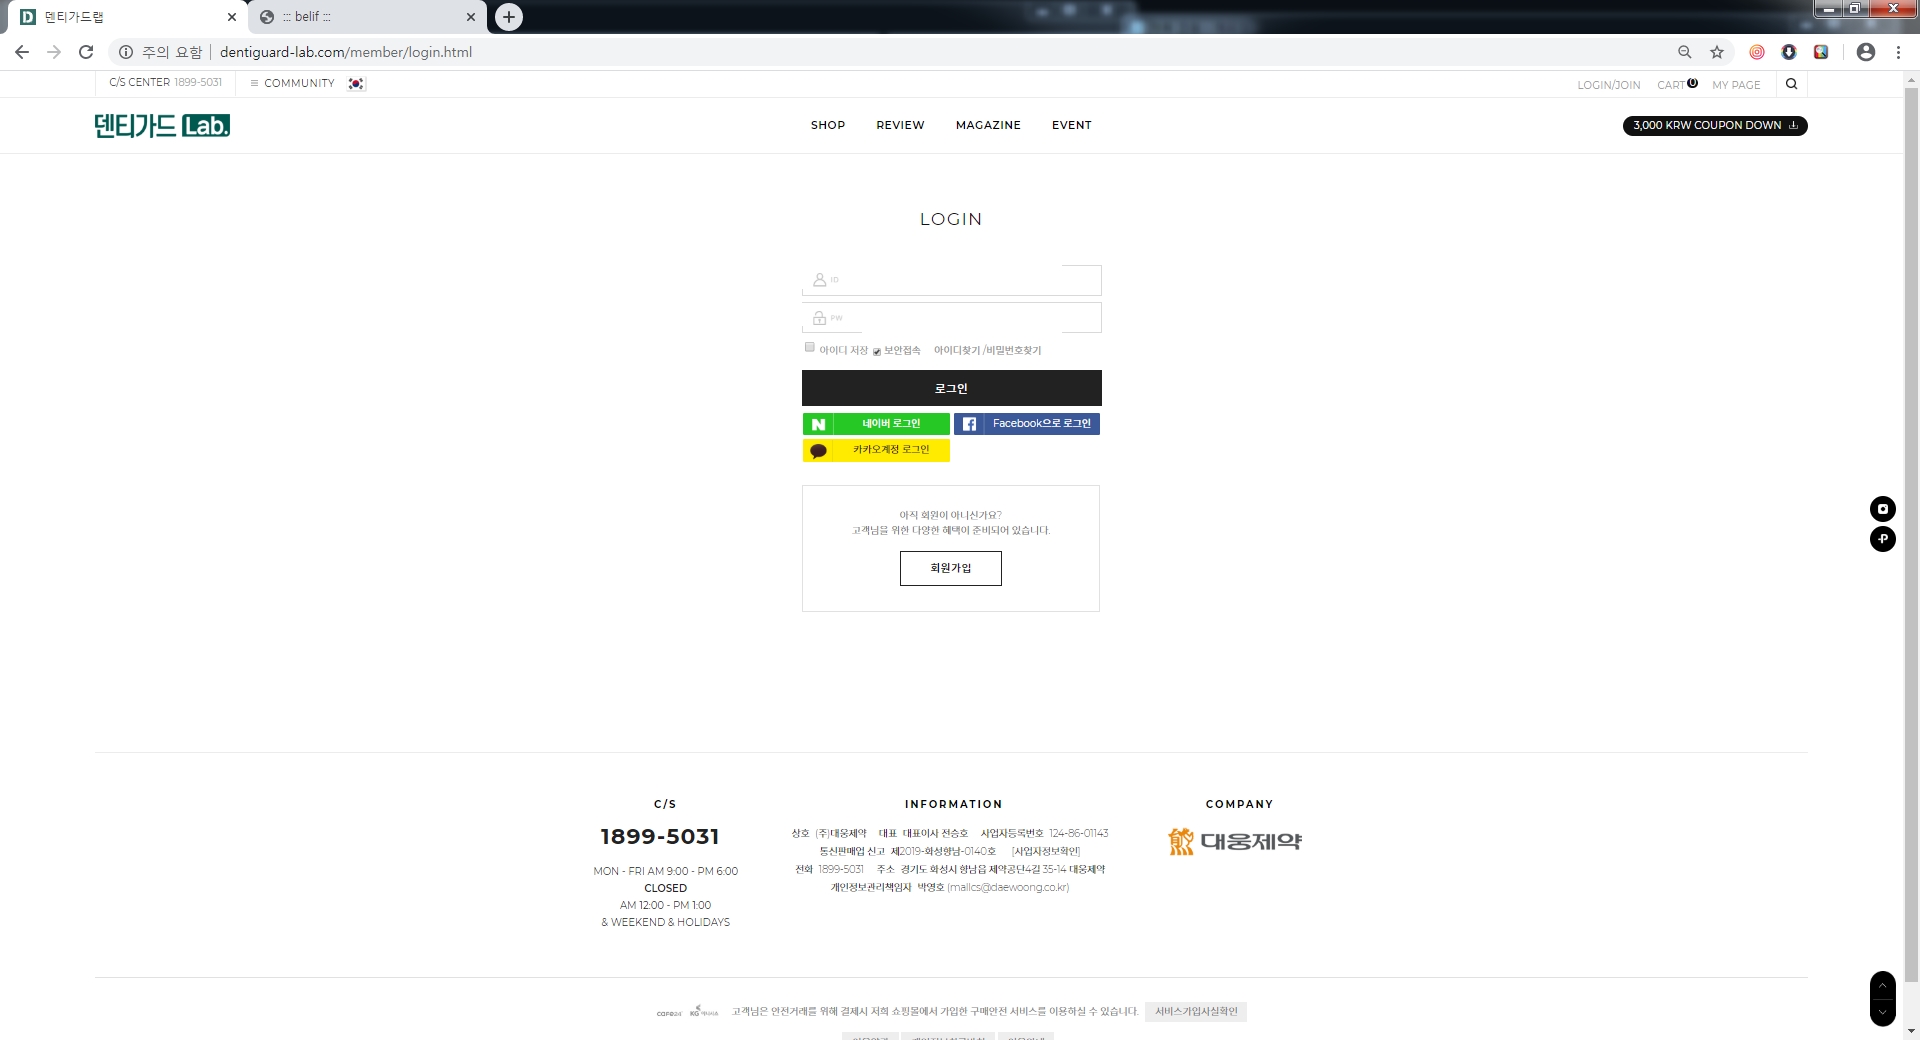 덴티가드랩
::: belif :::
주의 요함 | dentiguard-lab.com/member/login.html
C/S CENTER 1899-5031
≡ COMMUNITY
LOGIN/JOIN CART 0 MY PAGE
덴티가드 Lab.
SHOP REVIEW MAGAZINE EVENT
3,000 KRW COUPON DOWN
LOGIN
ID
PW
아이디 저장 보안접속 아이디찾기 /비밀번호찾기
로그인
네이버 로그인
Facebook으로 로그인
카카오계정 로그인
아직 회원이 아니신가요?
고객님을 위한 다양한 혜택이 준비되어 있습니다.
회원가입
C/S
1899-5031
MON - FRI AM 9:00 - PM 6:00
CLOSED
AM 12:00 - PM 1:00
& WEEKEND & HOLIDAYS
INFORMATION
상호 (주)대웅제약 대표 대표이사 전승호 사업자등록번호 124-86-01143
통신판매업 신고 제2019-화성향남-0140호 [사업자정보확인]
전화 1899-5031 주소 경기도 화성시 향남읍 제약공단4길 35-14 대웅제약
개인정보관리책임자 박영호 (mallcs@daewoong.co.kr)
COMPANY
대웅제약
cafe24 KG 이니시스 고객님은 안전거래를 위해 결제시 저희 쇼핑몰에서 가입한 구매안전 서비스를 이용하실 수 있습니다. 서비스가입사실확인